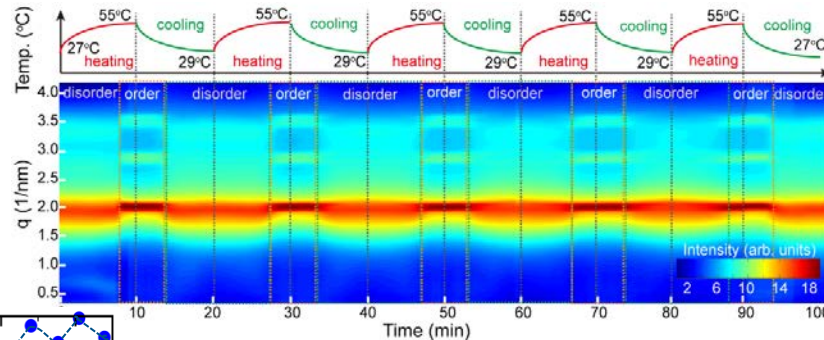 Temp. (°C)
55°C 55°C 55°C 55°C 55°C
cooling cooling cooling cooling cooling
27°C 27°C
heating 29°C heating 29°C heating 29°C heating 29°C heating
4.0 disorder order disorder order disorder order disorder order disorder order disorde
3.5
3.0
2.5
2.0
1.5
1.0
0.5
q (1/nm)
Intensity (arb. units)
2 6 10 14 18
10 20 30 40 50 60 70 80 90 100
Time (min)